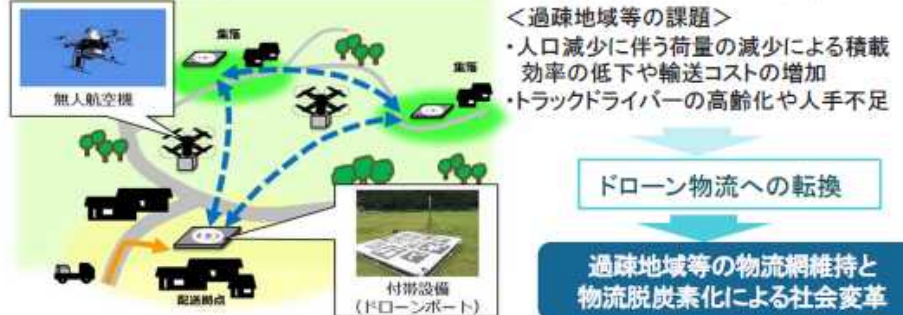 無人航空機
集落
集落
配送拠点
付帯設備
(ドローンポート)
<過疎地域等の課題>
・人口減少に伴う荷量の減少による積載
効率の低下や輸送コストの増加
・トラックドライバーの高齢化や人手不足
ドローン物流への転換
過疎地域等の物流網維持と
物流脱炭素化による社会変革